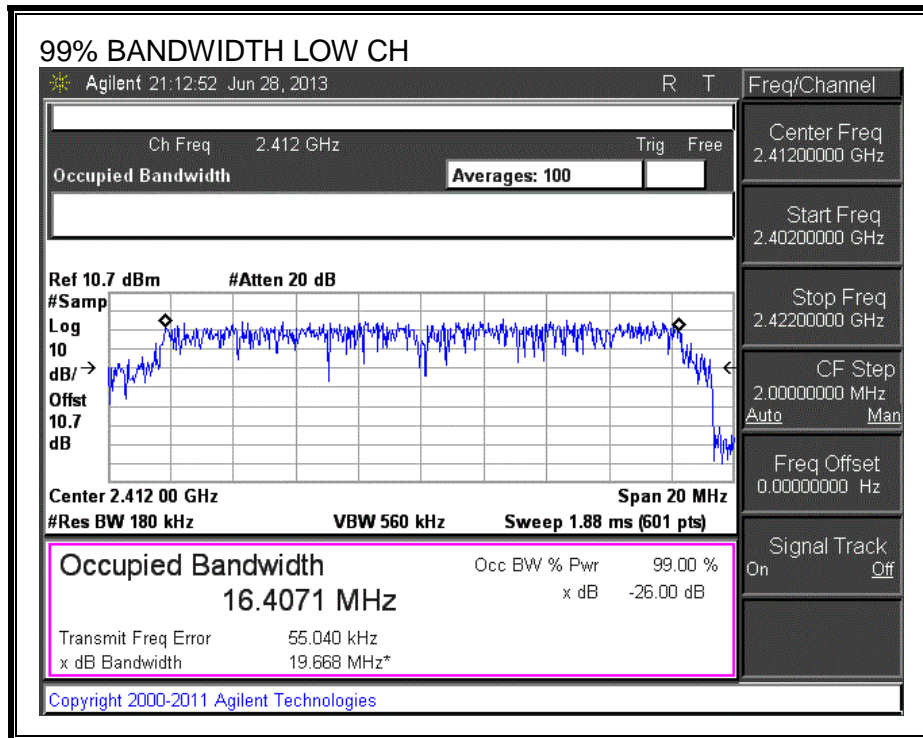 99% BANDWIDTH LOW CH
Agilent 21:12:52 Jun 28, 2013 R T
Ch Freq 2.412 GHz Trig Free
Occupied Bandwidth Averages: 100
Ref 10.7 dBm #Atten 20 dB
#Samp
Log
10
dB/
Offst
10.7
dB
Center 2.412 00 GHz Span 20 MHz
#Res BW 180 kHz VBW 560 kHz Sweep 1.88 ms (601 pts)
Occupied Bandwidth Occ BW % Pwr 99.00 %
16.4071 MHz x dB -26.00 dB
Transmit Freq Error 55.040 kHz
x dB Bandwidth 19.668 MHz*
Copyright 2000-2011 Agilent Technologies
Freq/Channel
Center Freq
2.41200000 GHz
Start Freq
2.40200000 GHz
Stop Freq
2.42200000 GHz
CF Step
2.00000000 MHz
Auto Man
Freq Offset
0.00000000 Hz
Signal Track
On Off